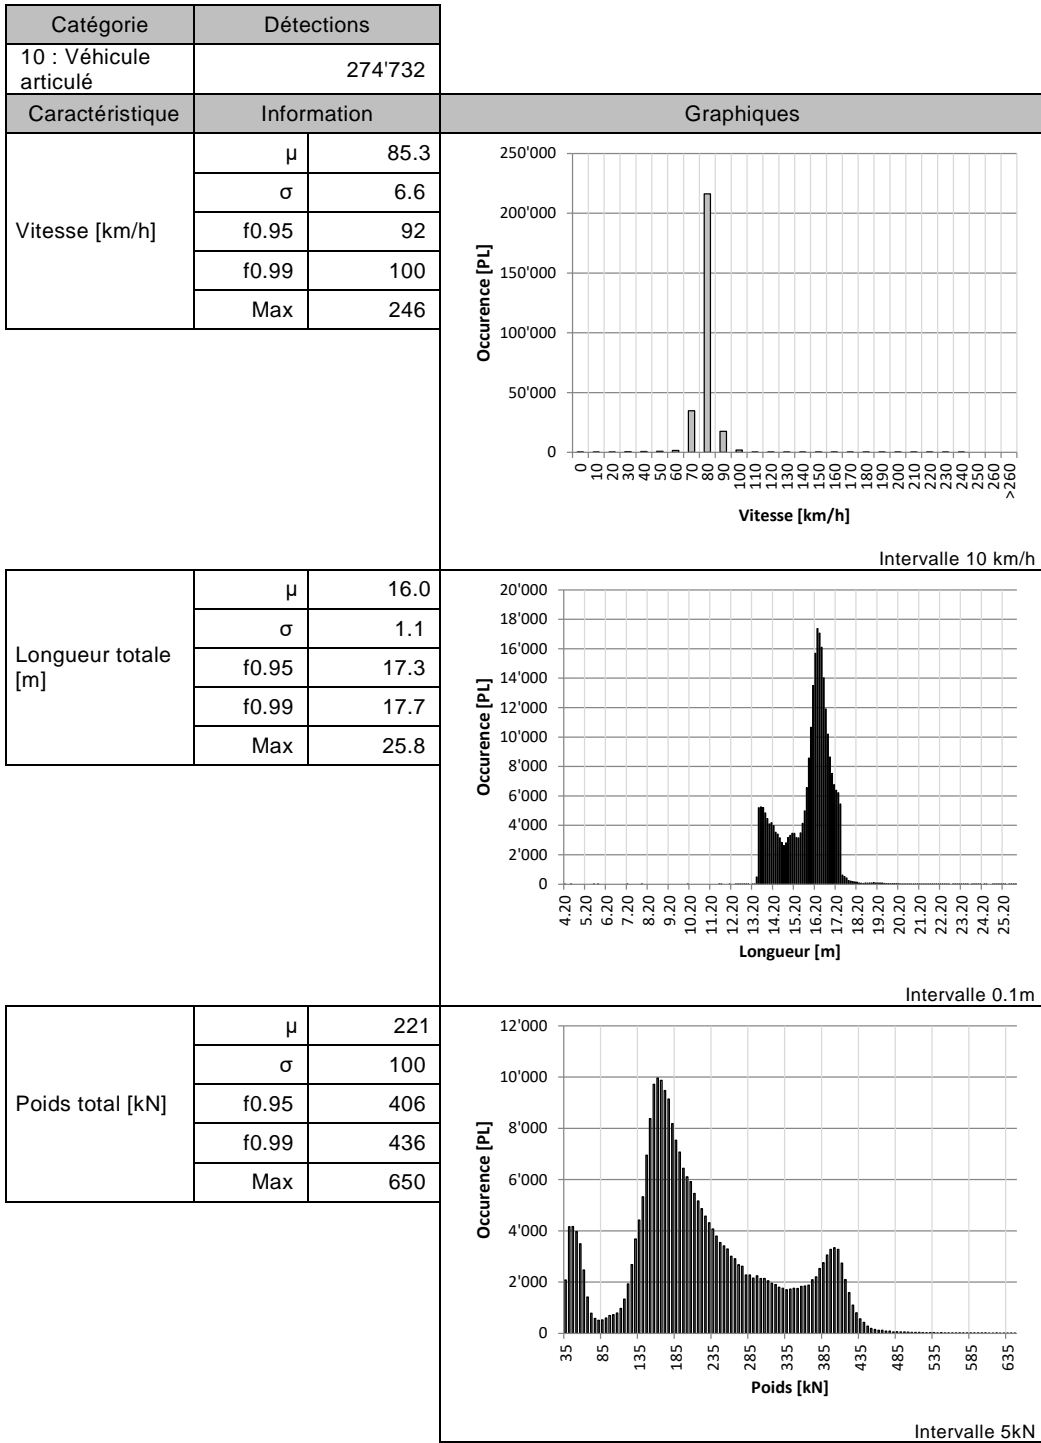 Catégorie Détections
10 : Véhicule
articulé
274'732
Caractéristique Information Graphiques
Vitesse [km/h]
µ 85.3
σ 6.6
f0.95 92
f0.99 100
Max 246
250'000
200'000
150'000
100'000
50'000
0
Occurence [PL]
0 10 20 30 40 50 60 70 80 90 100 110 120 130 140 150 160 170 180 190 200 210 220 230 240 250 260 >260
Vitesse [km/h]
Intervalle 10 km/h
Longueur totale
[m]
µ 16.0
σ 1.1
f0.95 17.3
f0.99 17.7
Max 25.8
20'000
18'000
16'000
14'000
12'000
10'000
8'000
6'000
4'000
2'000
0
Occurence [PL]
4.20 5.20 6.20 7.20 8.20 9.20 10.20 11.20 12.20 13.20 14.20 15.20 16.20 17.20 18.20 19.20 20.20 21.20 22.20 23.20 24.20 25.20
Longueur [m]
Intervalle 0.1m
Poids total [kN]
µ 221
σ 100
f0.95 406
f0.99 436
Max 650
12'000
10'000
8'000
6'000
4'000
2'000
0
Occurence [PL]
35 85 135 185 235 285 335 385 435 485 535 585 635
Poids [kN]
Intervalle 5kN